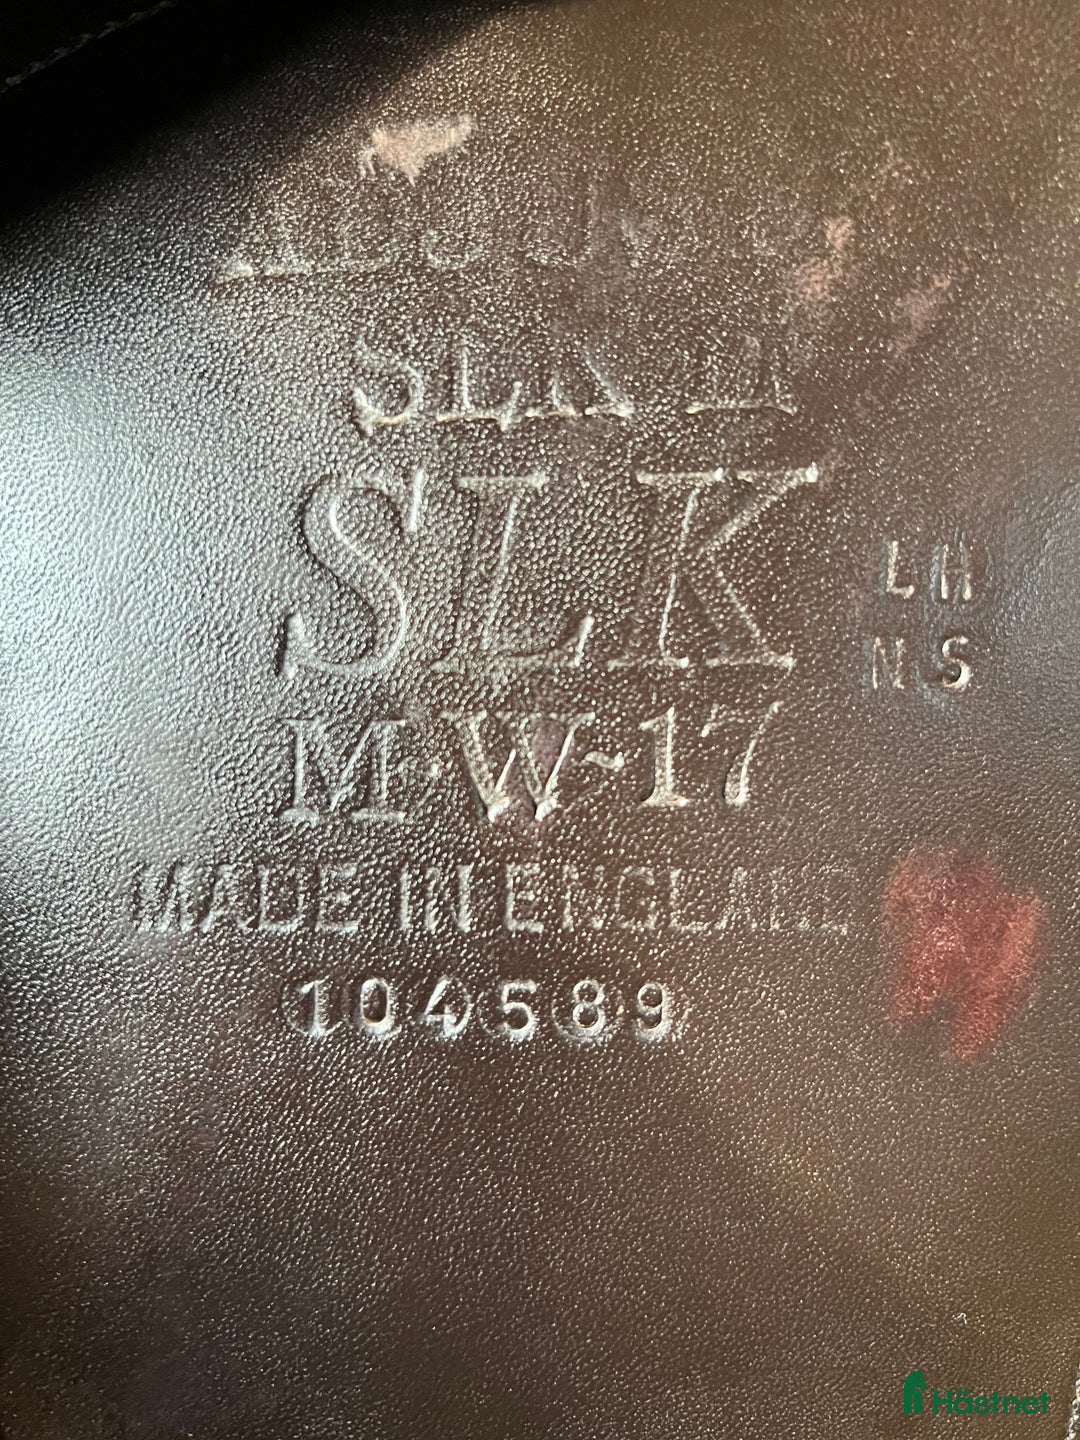 SLK
LH
NS
M-W-17
MADE IN ENGLAND
104589
Hästnet